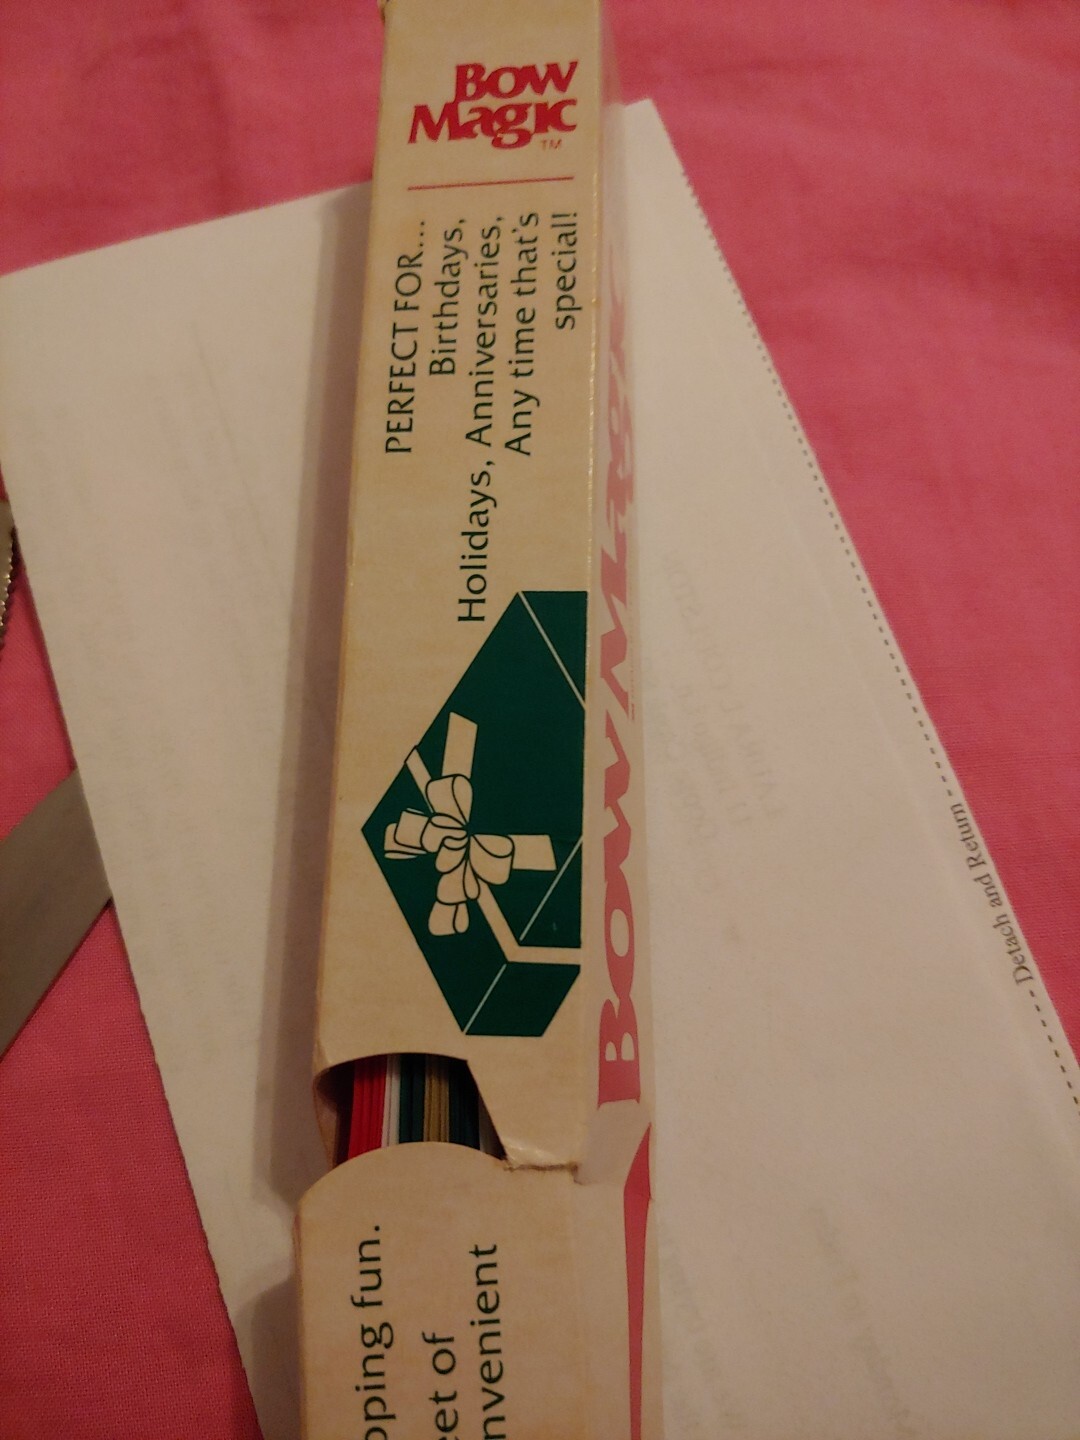 Bow
Magic
TM
PERFECT FOR....
Birthdays,
Holidays, Anniversaries,
Any time that's
special!
Bow Magic
pping fun.
eet of
nvenient
Detach and Return